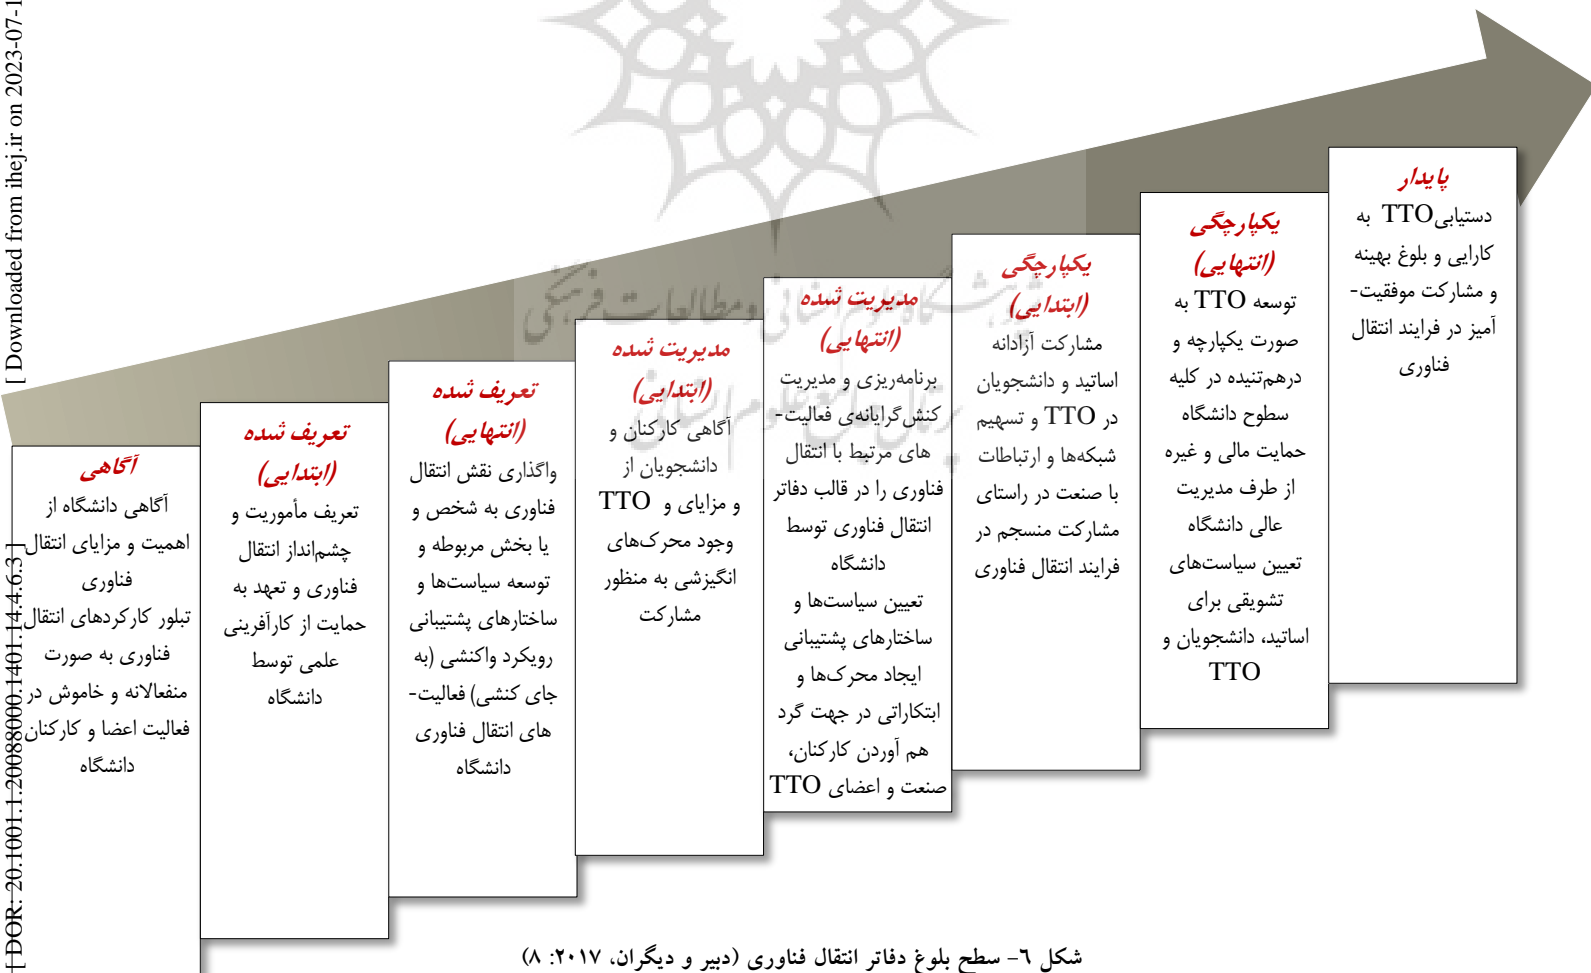 [ Downloaded from ihej.ir on 2023-07-1
[ DOR: 20.1001.1.20088000.1401.14.4.6.3 ]
پژوهشگاه علوم انسانی و مطالعات فرهنگی
پرتال جامع علوم انسانی
آگاهی
آگاهی دانشگاه از
اهمیت و مزایای انتقال
فناوری
تبلور کارکردهای انتقال
فناوری به صورت
منفعالانه و خاموش در
فعالیت اعضا و کارکنان
دانشگاه
تعریف شده
(ابتدایی)
تعریف مأموریت و
چشم‌انداز انتقال
فناوری و تعهد به
حمایت از کارآفرینی
علمی توسط
دانشگاه
تعریف شده
(انتهایی)
واگذاری نقش انتقال
فناوری به شخص و
یا بخش مربوطه و
توسعه سیاست‌ها و
ساختارهای پشتیبانی
رویکرد واکنشی (به
جای کنشی) فعالیت-
های انتقال فناوری
دانشگاه
مدیریت شده
(ابتدایی)
آگاهی کارکنان و
دانشجویان از
TTO و مزایای و
وجود محرک‌های
انگیزشی به منظور
مشارکت
مدیریت شده
(انتهایی)
برنامه‌ریزی و مدیریت
کنش‌گرایانه‌ی فعالیت-
های مرتبط با انتقال
فناوری را در قالب دفاتر
انتقال فناوری توسط
دانشگاه
تعیین سیاست‌ها و
ساختارهای پشتیبانی
ایجاد محرک‌ها و
ابتکاراتی در جهت گرد
هم آوردن کارکنان،
صنعت و اعضای TTO
یکپارچگی
(ابتدایی)
مشارکت آزادانه
اساتید و دانشجویان
در TTO و تسهیم
شبکه‌ها و ارتباطات
با صنعت در راستای
مشارکت منسجم در
فرایند انتقال فناوری
یکپارچگی
(انتهایی)
توسعه TTO به
صورت یکپارچه و
درهم‌تنیده در کلیه
سطوح دانشگاه
حمایت مالی و غیره
از طرف مدیریت
عالی دانشگاه
تعیین سیاست‌های
تشویقی برای
اساتید، دانشجویان و
TTO
پایدار
دستیابی TTO به
کارایی و بلوغ بهینه
و مشارکت موفقیت-
آمیز در فرایند انتقال
فناوری
شکل ٦- سطح بلوغ دفاتر انتقال فناوری (دبیر و دیگران، ۲۰۱۷: ۸)